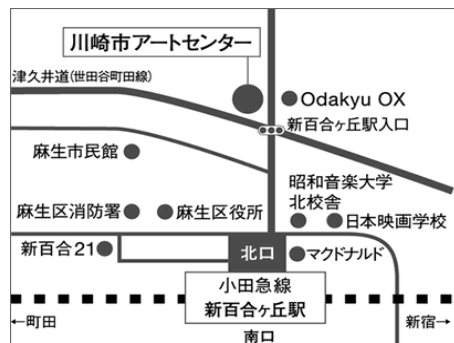 川崎市アートセンター
津久井道(世田谷町田線)
Odakyu OX
新百合ヶ丘駅入口
麻生市民館
昭和音楽大学
北校舎
麻生区消防署
麻生区役所
日本映画学校
新百合21
北口
マクドナルド
小田急線
新百合ヶ丘駅
←町田
新宿→
南口